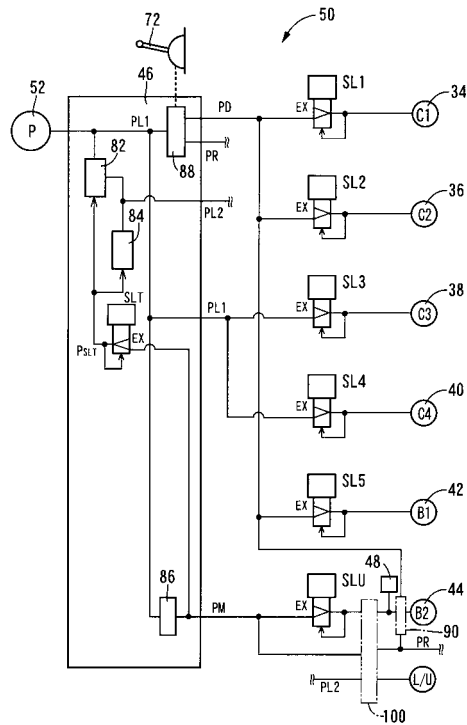 72
50
52
46
SL1
34
P
PL1
PD
EX
C1
82
88
PR
SL2
36
84
PL2
EX
C2
SLT
SL3
38
PL1
EX
C3
PSLT
EX
SL4
40
EX
C4
SL5
42
EX
B1
86
PM
SLU
48
44
EX
B2
90
PR
PL2
L/U
100